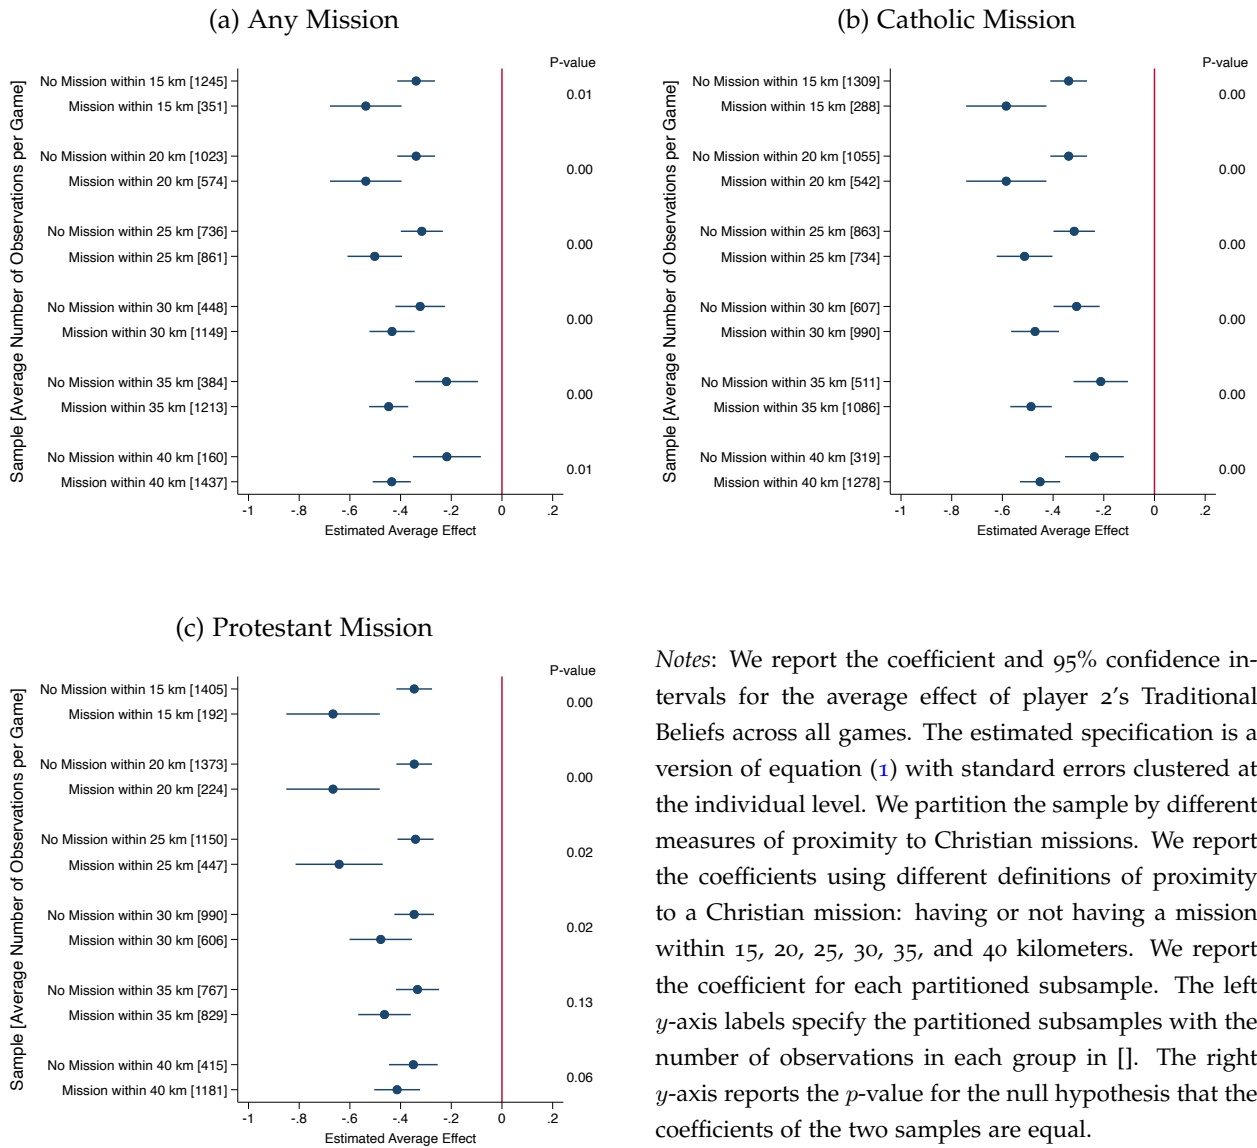 (a) Any Mission
P-value
Sample [Average Number of Observations per Game]
No Mission within 15 km [1245]
0.01
Mission within 15 km [351]
No Mission within 20 km [1023]
0.00
Mission within 20 km [574]
No Mission within 25 km [736]
0.00
Mission within 25 km [861]
No Mission within 30 km [448]
0.00
Mission within 30 km [1149]
No Mission within 35 km [384]
0.00
Mission within 35 km [1213]
No Mission within 40 km [160]
0.01
Mission within 40 km [1437]
-1 -.8 -.6 -.4 -.2 0 .2
Estimated Average Effect
(b) Catholic Mission
P-value
Sample [Average Number of Observations per Game]
No Mission within 15 km [1309]
0.00
Mission within 15 km [288]
No Mission within 20 km [1055]
0.00
Mission within 20 km [542]
No Mission within 25 km [863]
0.00
Mission within 25 km [734]
No Mission within 30 km [607]
0.00
Mission within 30 km [990]
No Mission within 35 km [511]
0.00
Mission within 35 km [1086]
No Mission within 40 km [319]
0.00
Mission within 40 km [1278]
-1 -.8 -.6 -.4 -.2 0 .2
Estimated Average Effect
(c) Protestant Mission
P-value
Sample [Average Number of Observations per Game]
No Mission within 15 km [1405]
0.00
Mission within 15 km [192]
No Mission within 20 km [1373]
0.00
Mission within 20 km [224]
No Mission within 25 km [1150]
0.02
Mission within 25 km [447]
No Mission within 30 km [990]
0.02
Mission within 30 km [606]
No Mission within 35 km [767]
0.13
Mission within 35 km [829]
No Mission within 40 km [415]
0.06
Mission within 40 km [1181]
-1 -.8 -.6 -.4 -.2 0 .2
Estimated Average Effect
Notes: We report the coefficient and 95% confidence in-
tervals for the average effect of player 2's Traditional
Beliefs across all games. The estimated specification is a
version of equation (1) with standard errors clustered at
the individual level. We partition the sample by different
measures of proximity to Christian missions. We report
the coefficients using different definitions of proximity
to a Christian mission: having or not having a mission
within 15, 20, 25, 30, 35, and 40 kilometers. We report
the coefficient for each partitioned subsample. The left
y-axis labels specify the partitioned subsamples with the
number of observations in each group in []. The right
y-axis reports the p-value for the null hypothesis that the
coefficients of the two samples are equal.